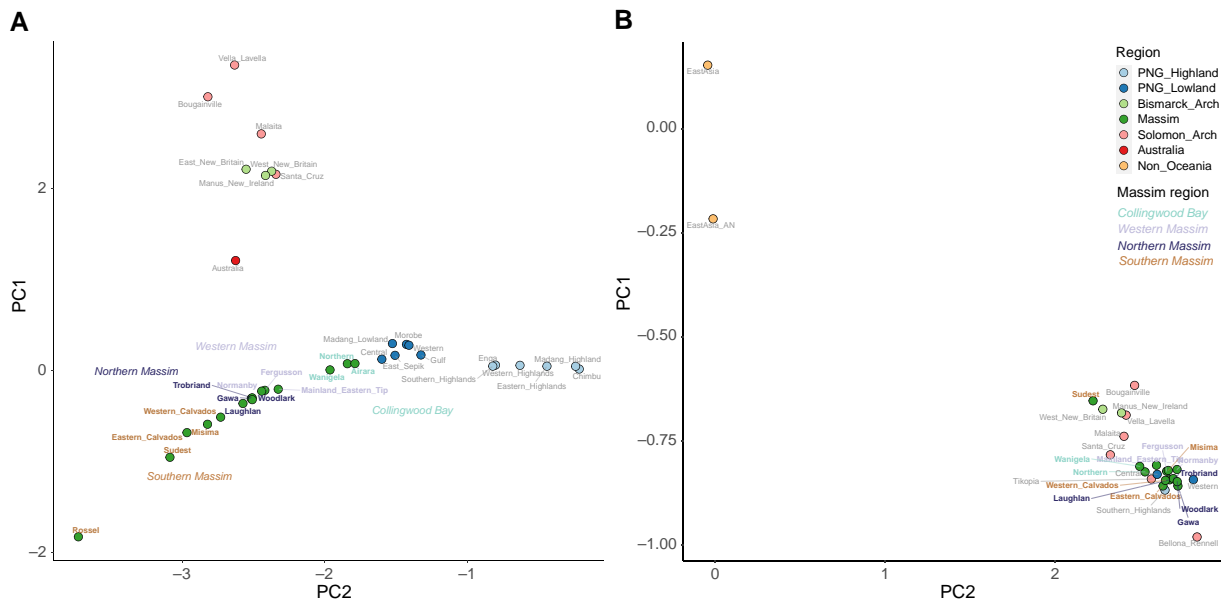 A
PC1
2
0
−2
−3
−2
−1
PC2
Vella_Lavella
Bougainville
Malaita
East_New_Britain
West_New_Britain
Manus_New_Ireland
Santa_Cruz
Australia
Western Massim
Northern Massim
Collingwood Bay
Southern Massim
Madang_Lowland
Morobe
Western
Central
Gulf
East_Sepik
Northern
Airara
Wanigela
Enga
Madang_Highland
Southern_Highlands
Western_Highlands
Eastern_Highlands
Chimbu
Fergusson
Normanby
Mainland_Eastern_Tip
Trobriand
Gawa
Woodlark
Laughlan
Western_Calvados
Misima
Eastern_Calvados
Sudest
Rossel
B
PC1
0.00
−0.25
−0.50
−0.75
−1.00
0
1
2
PC2
EastAsia
EastAsia_AN
Region
PNG_Highland
PNG_Lowland
Bismarck_Arch
Massim
Solomon_Arch
Australia
Non_Oceania
Massim region
Collingwood Bay
Western Massim
Northern Massim
Southern Massim
Bougainville
Sudest
Manus_New_Ireland
West_New_Britain
Vella_Lavella
Malaita
Santa_Cruz
Fergusson
Misima
Wanigela
Mainland_Eastern_Tip
Normanby
Northern
Central
Trobriand
Tikopia
Western_Calvados
Western
Laughlan
Eastern_Calvados
Southern_Highlands
Woodlark
Gawa
Bellona_Rennell